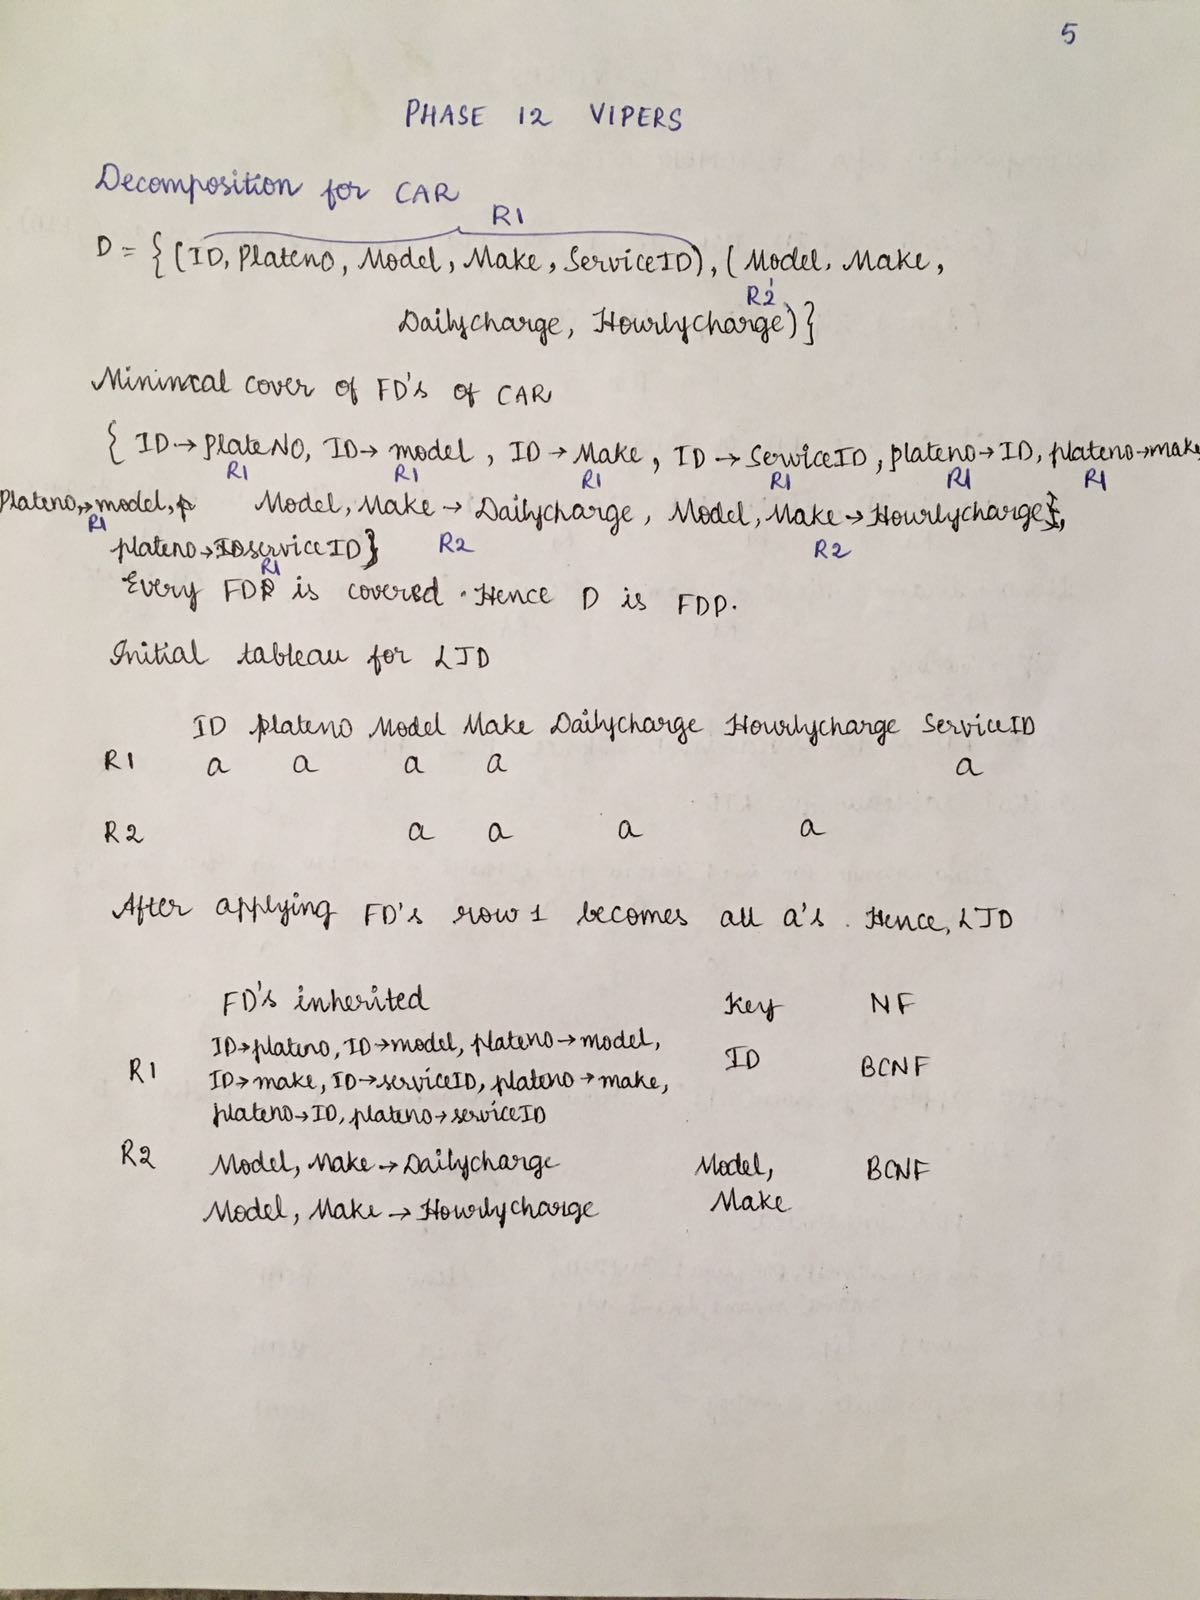 5
PHASE 12 VIPERS
Decomposition for CAR
R1
D = {(ID, Plateno, Model, Make, ServiceID), (Model, Make,
R2
Dailycharge, Hourlycharge)}
Minimcal cover of FD's of CAR
{ ID→PlateNO, ID→model, ID→Make, ID→ServiceID, plateno→ID, plateno→make,
R1 R1 R1 R1 R1 R1
Plateno→model, p Model, Make→Dailycharge, Model, Make→Hourlycharge},
R1
plateno→serviceID} R2 R2
R1
Every FD is covered. Hence D is FDP.
Initial tableau for LJD
ID plateno Model Make Dailycharge Hourlycharge ServiceID
R1 a a a a a
R2 a a a a
After applying FD's row 1 becomes all a's. Hence, LJD
FD's inherited Key NF
ID→plateno, ID→model, plateno→model,
R1 ID→make, ID→serviceID, plateno→make, ID BCNF
plateno→ID, plateno→serviceID
R2 Model, Make→Dailycharge Model, BCNF
Model, Make→Hourlycharge Make